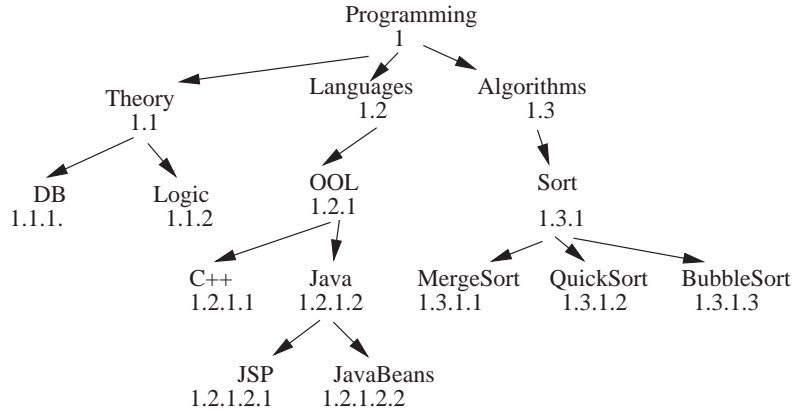 Programming
1
Theory
1.1
Languages
1.2
Algorithms
1.3
DB
1.1.1.
Logic
1.1.2
OOL
1.2.1
Sort
1.3.1
C++
1.2.1.1
Java
1.2.1.2
MergeSort
1.3.1.1
QuickSort
1.3.1.2
BubbleSort
1.3.1.3
JSP
1.2.1.2.1
JavaBeans
1.2.1.2.2